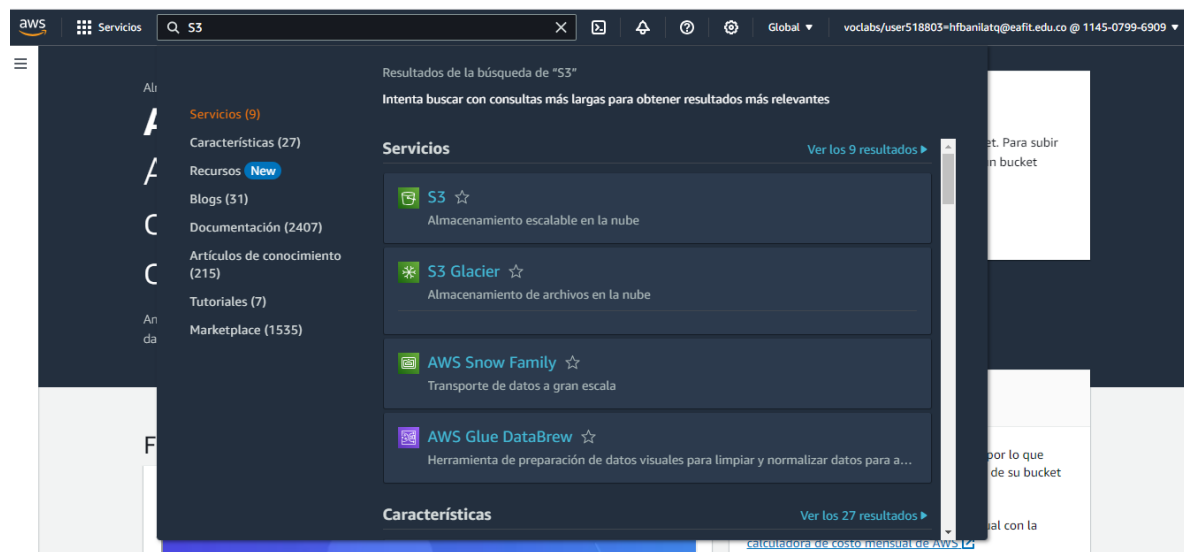 aws
Servicios
S3
Global
voclabs/user518803=hfbanilatq@eafit.edu.co @ 1145-0799-6909
Resultados de la búsqueda de "S3"
Intenta buscar con consultas más largas para obtener resultados más relevantes
Servicios (9)
Características (27)
Recursos New
Blogs (31)
Documentación (2407)
Artículos de conocimiento
(215)
Tutoriales (7)
Marketplace (1535)
Servicios
Ver los 9 resultados
S3
Almacenamiento escalable en la nube
S3 Glacier
Almacenamiento de archivos en la nube
AWS Snow Family
Transporte de datos a gran escala
AWS Glue DataBrew
Herramienta de preparación de datos visuales para limpiar y normalizar datos para a...
Características
Ver los 27 resultados
Para subir
bucket
por lo que
de su bucket
con la
calculadora de costo mensual de AWS